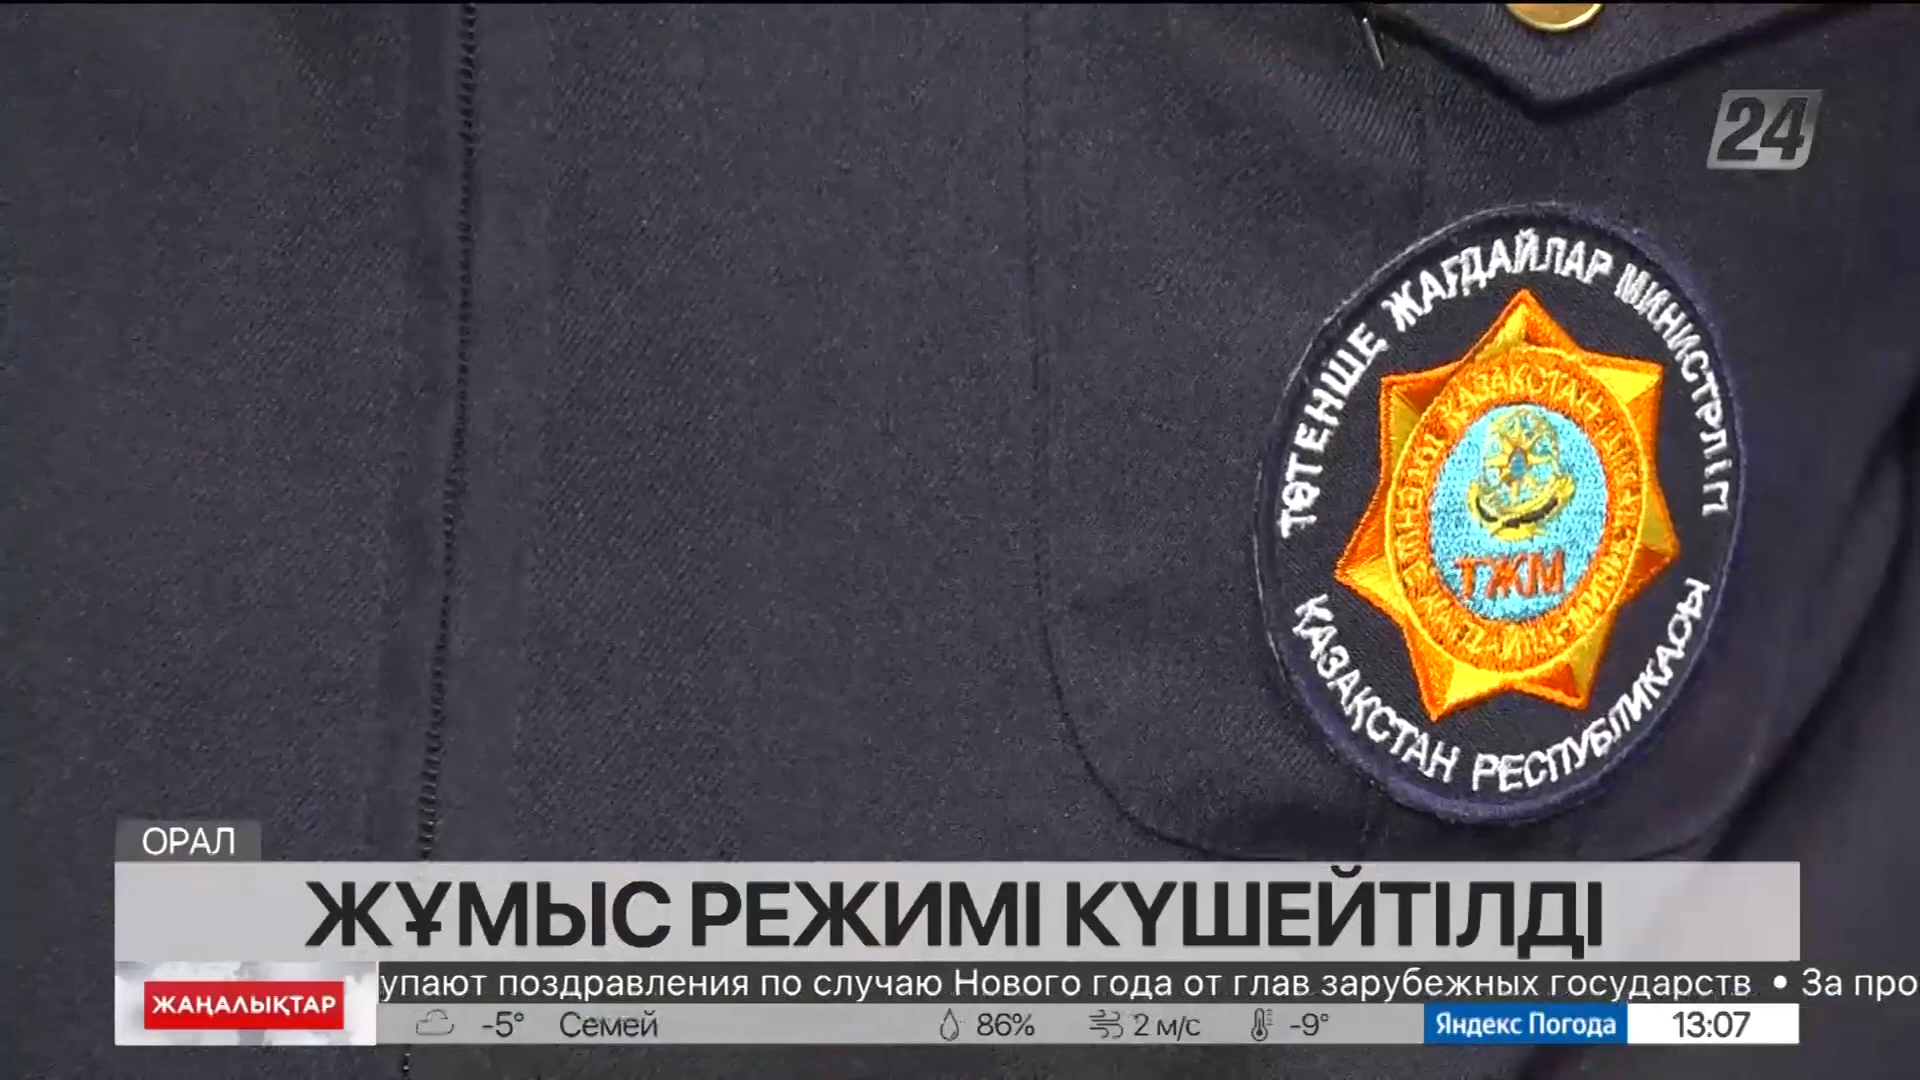 24
ТӨТЕНШЕ ЖАҒДАЙЛАР МИНИСТРЛІГІ
ҚАЗАҚСТАН
ТЖМ
ҚАЗАҚСТАН РЕСПУБЛИКАСЫ
ОРАЛ
ЖҰМЫС РЕЖИМІ КҮШЕЙТІЛДІ
ЖАҢАЛЫҚТАР
упают поздравления по случаю Нового года от глав зарубежных государств • За про
-5° Семей 86% 2 м/с -9° Яндекс Погода 13:07